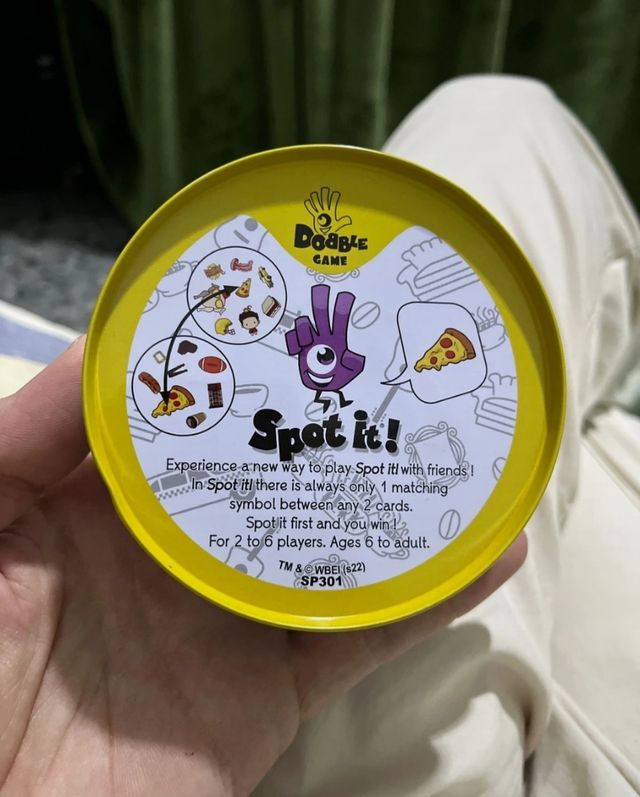 DOBBLE
GAME
Spot it!
Experience a new way to play Spot it! with friends!
In Spot it! there is always only 1 matching
symbol between any 2 cards.
Spot it first and you win!
For 2 to 6 players. Ages 6 to adult.
TM & © WBEI (s22)
SP301